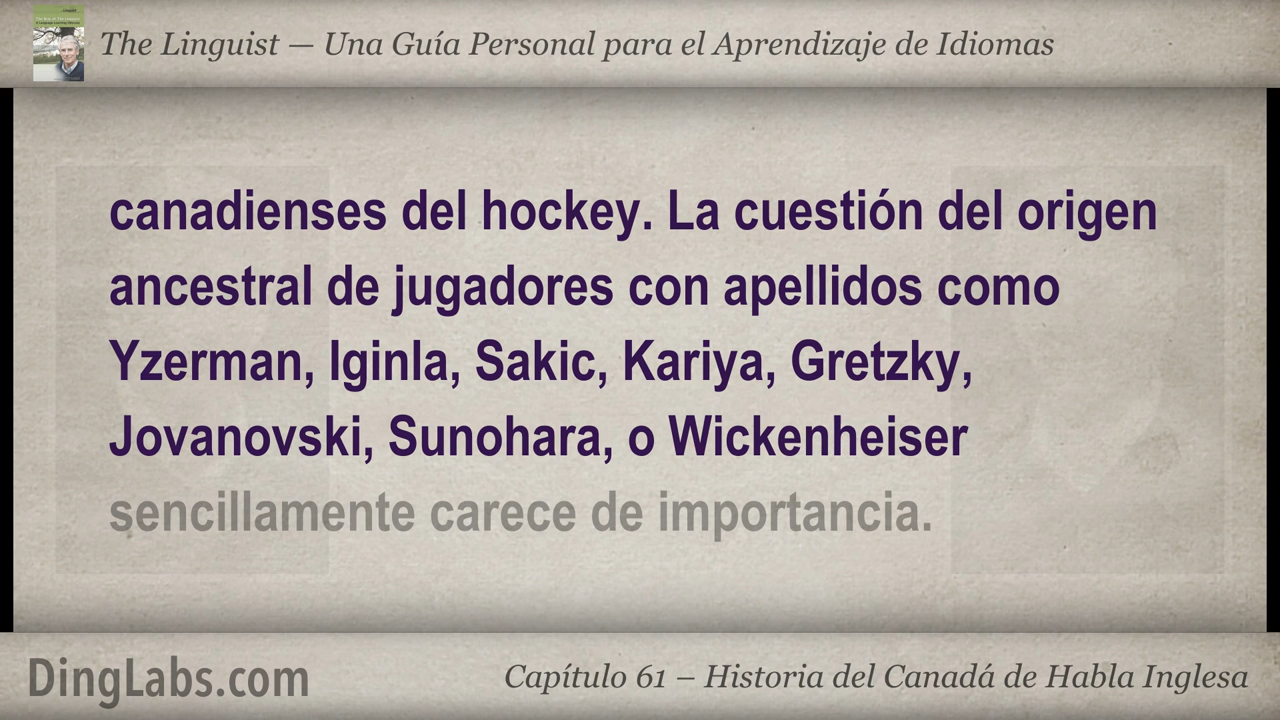 The Linguist — Una Guía Personal para el Aprendizaje de Idiomas
canadienses del hockey. La cuestión del origen
ancestral de jugadores con apellidos como
Yzerman, Iginla, Sakic, Kariya, Gretzky,
Jovanovski, Sunohara, o Wickenheiser
sencillamente carece de importancia.
DingLabs.com
Capítulo 61 – Historia del Canadá de Habla Inglesa